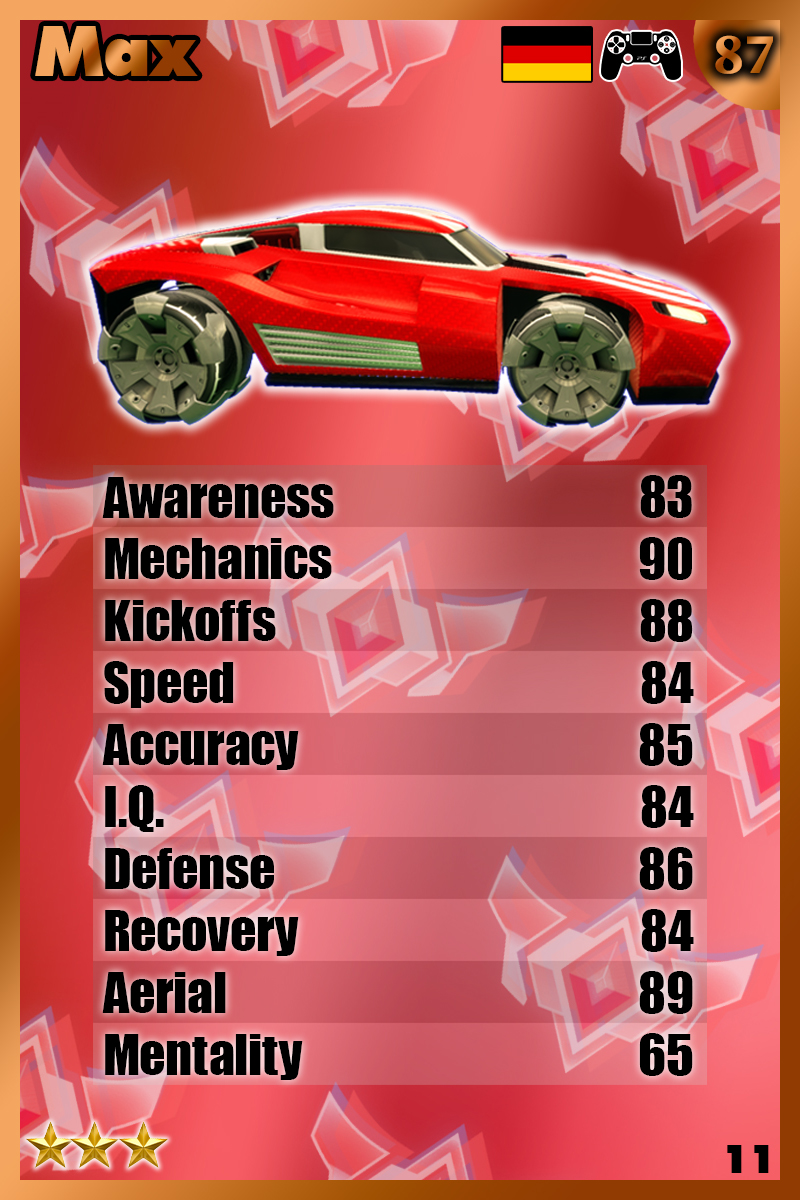 Max 87
Awareness 83
Mechanics 90
Kickoffs 88
Speed 84
Accuracy 85
I.Q. 84
Defense 86
Recovery 84
Aerial 89
Mentality 65
11